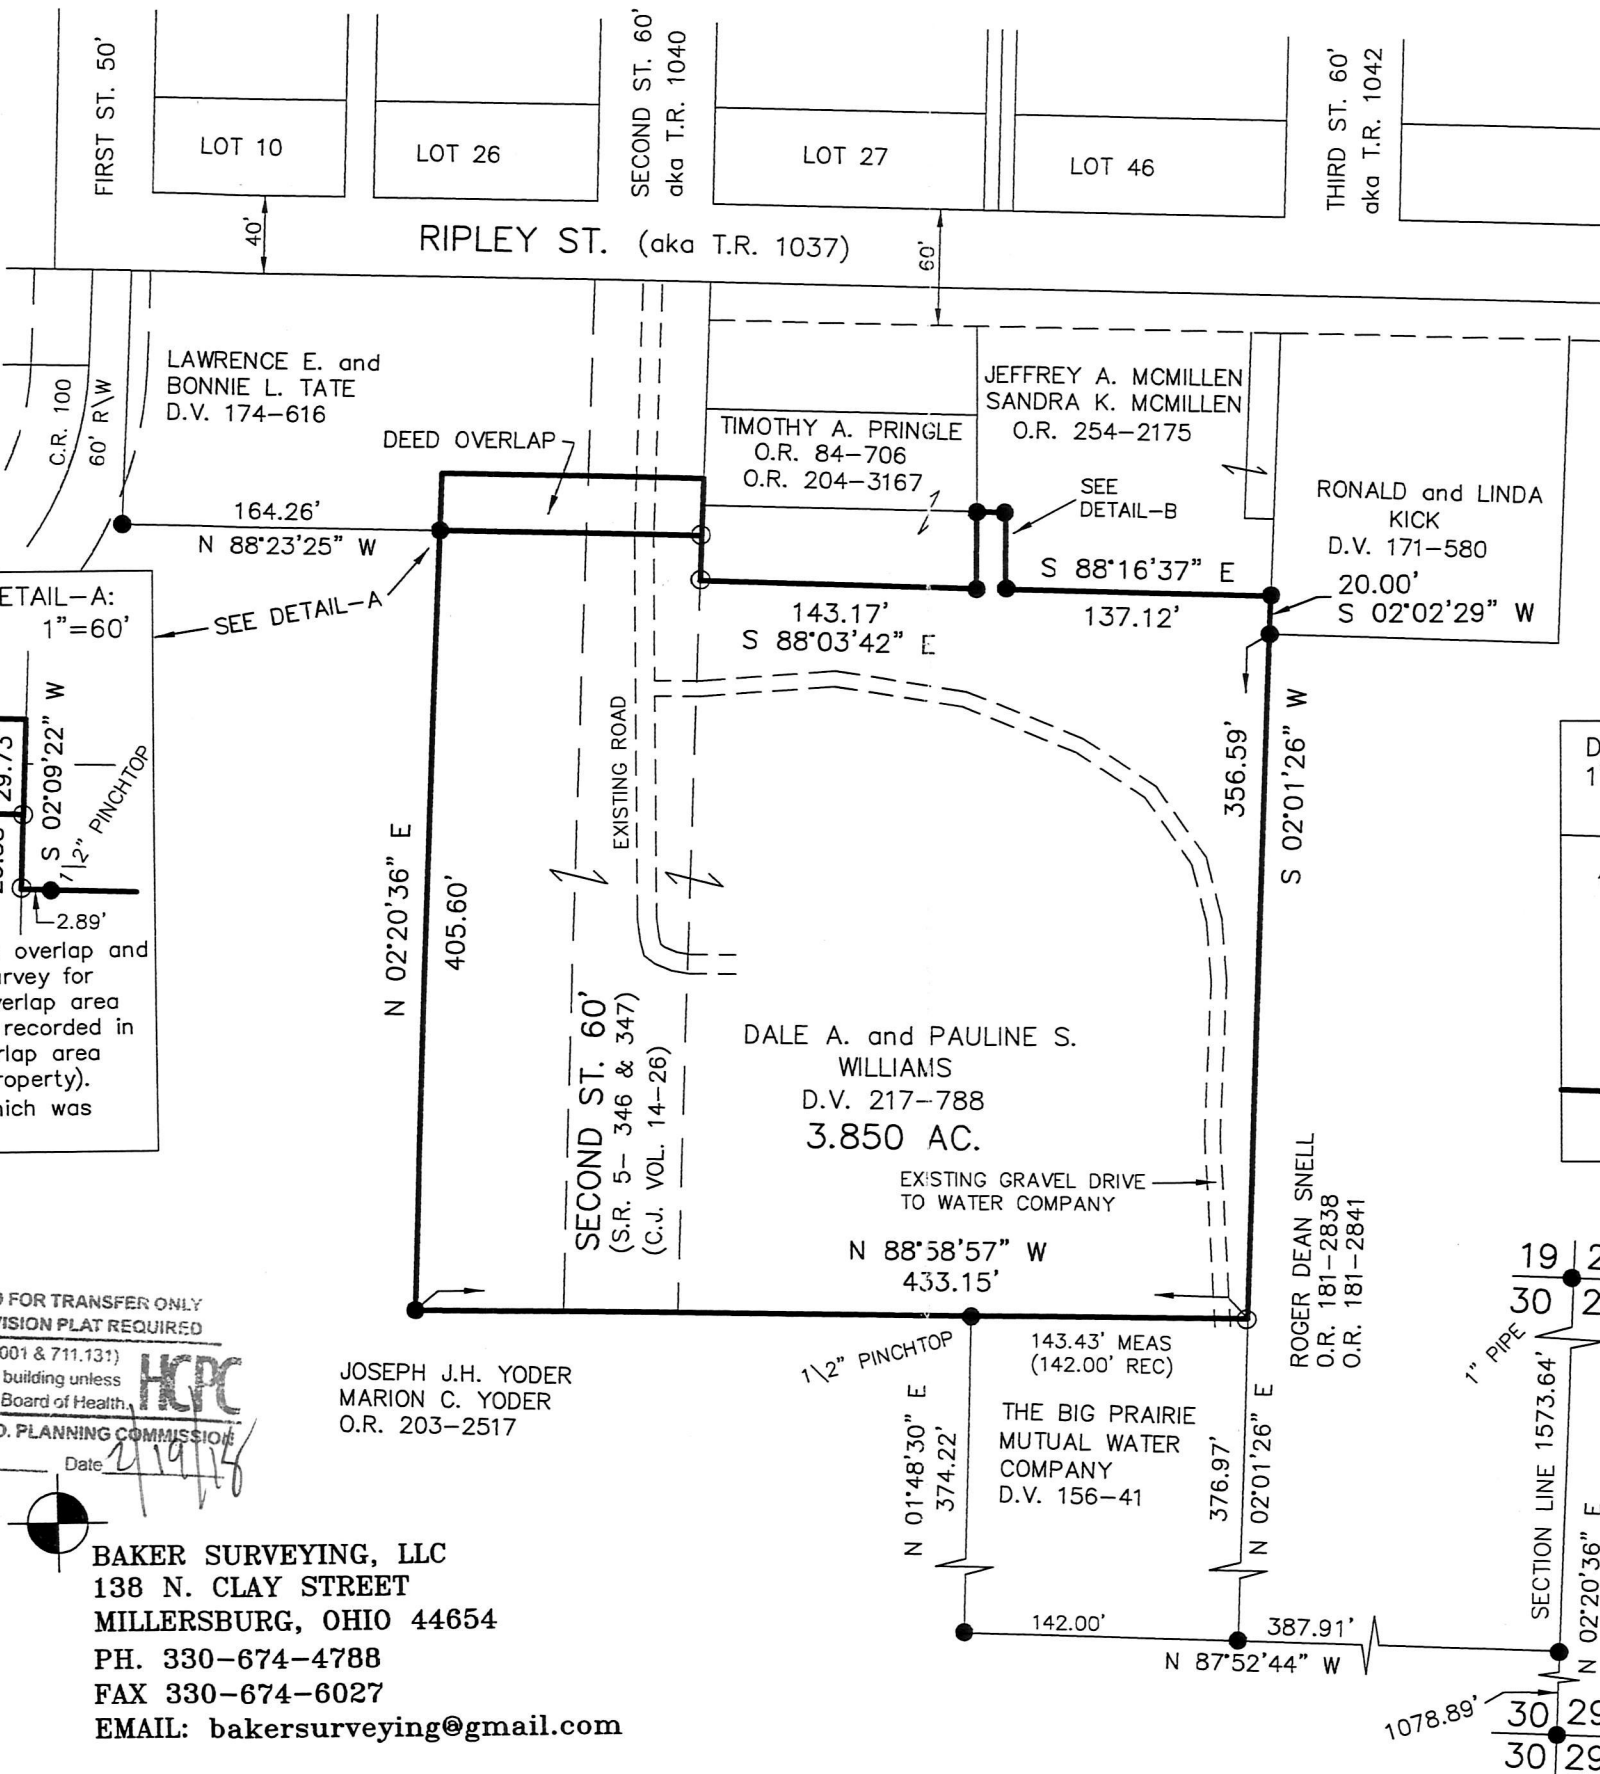 FIRST ST. 50'
SECOND ST. 60'
aka T.R. 1040
THIRD ST. 60'
aka T.R. 1042
LOT 10
LOT 26
LOT 27
LOT 46
40'
RIPLEY ST. (aka T.R. 1037)
60'
C.R. 100
60' R\W
LAWRENCE E. and
BONNIE L. TATE
D.V. 174-616
DEED OVERLAP
TIMOTHY A. PRINGLE
O.R. 84-706
O.R. 204-3167
JEFFREY A. MCMILLEN
SANDRA K. MCMILLEN
O.R. 254-2175
SEE
DETAIL-B
RONALD and LINDA
KICK
D.V. 171-580
20.00'
S 02°02'29" W
164.26'
N 88°23'25" W
S 88°16'37" E
137.12'
143.17'
S 88°03'42" E
ETAIL-A:
1"=60'
SEE DETAIL-A
29.73
S 02°09'22" W
1\2" PINCHTOP
2.89'
overlap and
rvey for
verlap area
recorded in
rlap area
roperty).
hich was
EXISTING ROAD
N 02°20'36" E
405.60'
356.59'
S 02°01'26" W
D
1
SECOND ST. 60'
(S.R. 5- 346 & 347)
(C.J. VOL. 14-26)
DALE A. and PAULINE S.
WILLIAMS
D.V. 217-788
3.850 AC.
EXISTING GRAVEL DRIVE
TO WATER COMPANY
N 88°58'57" W
433.15'
ROGER DEAN SNELL
O.R. 181-2838
O.R. 181-2841
19 2
30 2
1" PIPE
FOR TRANSFER ONLY
VISION PLAT REQUIRED
001 & 711.131)
building unless
Board of Health.
HCPC
O. PLANNING COMMISSION
Date 2/19/18
JOSEPH J.H. YODER
MARION C. YODER
O.R. 203-2517
1\2" PINCHTOP
143.43' MEAS
(142.00' REC)
N 01°48'30" E
374.22'
THE BIG PRAIRIE
MUTUAL WATER
COMPANY
D.V. 156-41
376.97'
N 02°01'26" E
SECTION LINE 1573.64'
N 02°20'36" E
142.00'
387.91'
N 87°52'44" W
1078.89'
30 29
30 29
BAKER SURVEYING, LLC
138 N. CLAY STREET
MILLERSBURG, OHIO 44654
PH. 330-674-4788
FAX 330-674-6027
EMAIL: bakersurveying@gmail.com